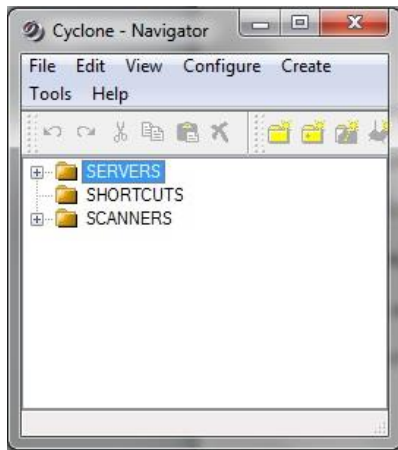 Cyclone - Navigator
File Edit View Configure Create
Tools Help
SERVERS
SHORTCUTS
SCANNERS